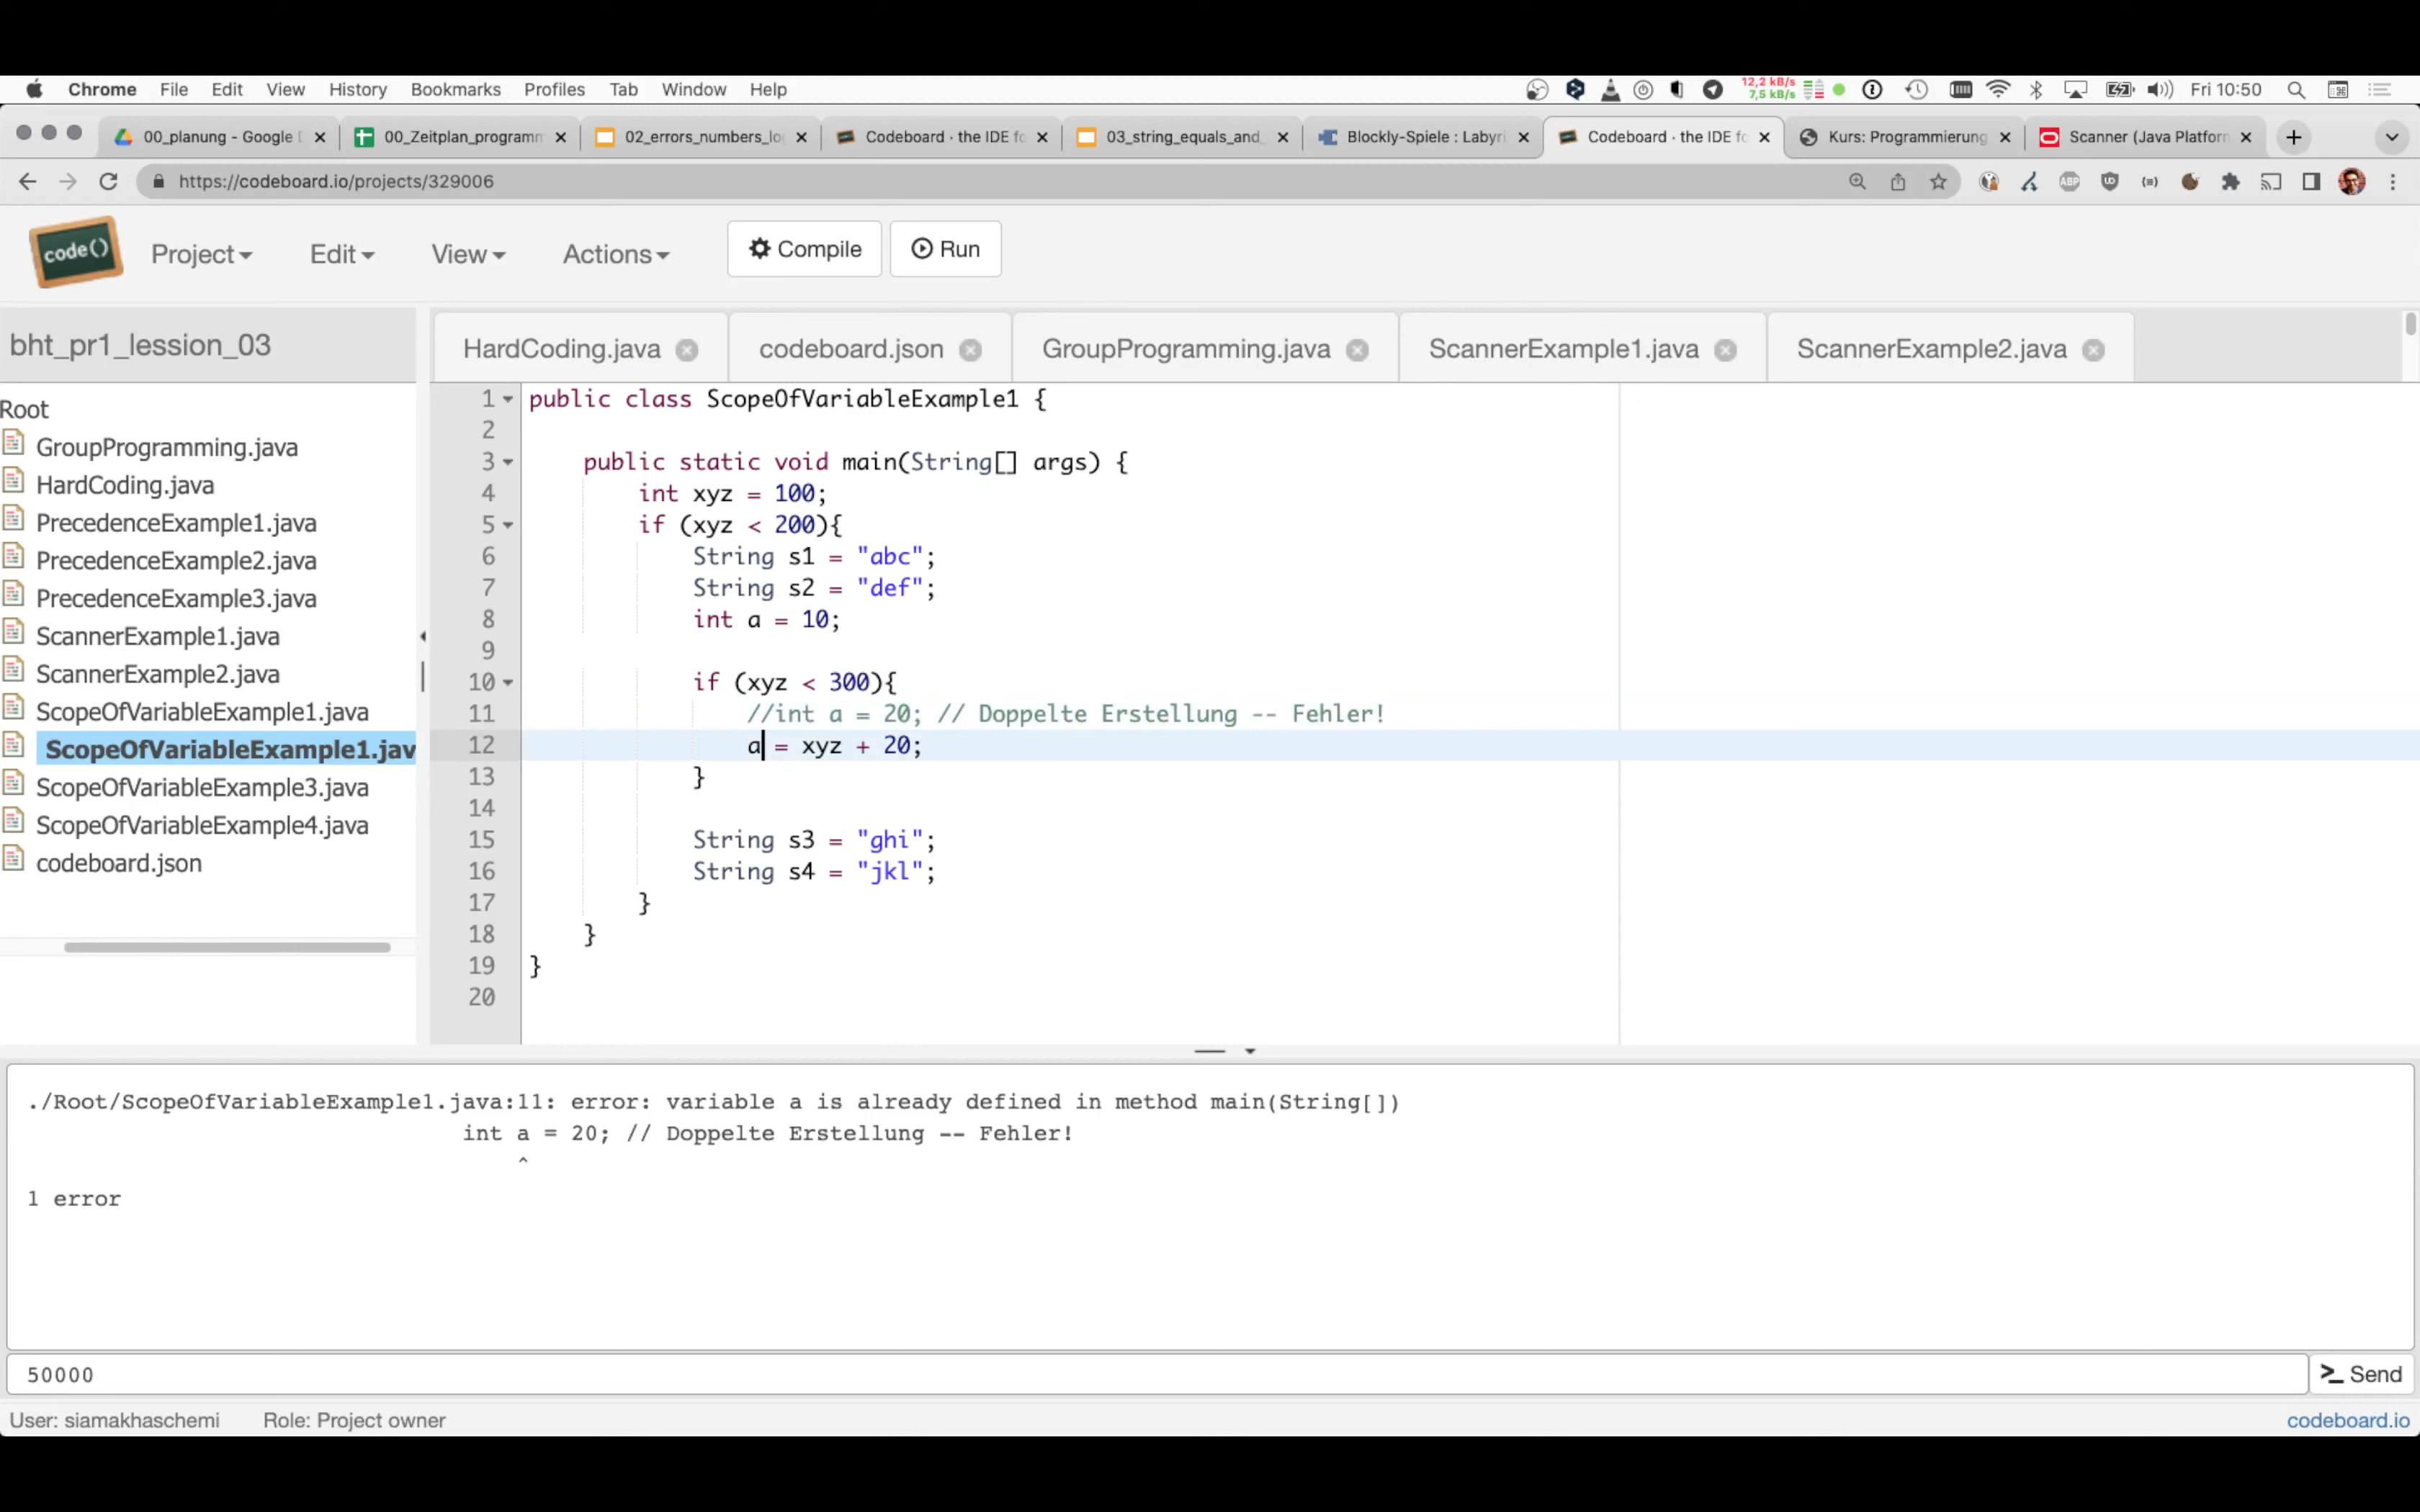 Chrome File Edit View History Bookmarks Profiles Tab Window Help 12,2 kB/s 7,5 kB/s Fri 10:50
00_planung - Google D 00_Zeitplan_programm 02_errors_numbers_lo Codeboard - the IDE fo 03_string_equals_and_ Blockly-Spiele : Labyri Codeboard - the IDE fo Kurs: Programmierung Scanner (Java Platform
https://codeboard.io/projects/329006 ABP
code() Project Edit View Actions Compile Run
bht_pr1_lession_03
Root
GroupProgramming.java
HardCoding.java
PrecedenceExample1.java
PrecedenceExample2.java
PrecedenceExample3.java
ScannerExample1.java
ScannerExample2.java
ScopeOfVariableExample1.java
ScopeOfVariableExample1.jav
ScopeOfVariableExample3.java
ScopeOfVariableExample4.java
codeboard.json
HardCoding.java codeboard.json GroupProgramming.java ScannerExample1.java ScannerExample2.java
1 public class ScopeOfVariableExample1 {
2
3 public static void main(String[] args) {
4 int xyz = 100;
5 if (xyz < 200){
6 String s1 = "abc";
7 String s2 = "def";
8 int a = 10;
9
10 if (xyz < 300){
11 //int a = 20; // Doppelte Erstellung -- Fehler!
12 a = xyz + 20;
13 }
14
15 String s3 = "ghi";
16 String s4 = "jkl";
17 }
18 }
19 }
20
./Root/ScopeOfVariableExample1.java:11: error: variable a is already defined in method main(String[])
int a = 20; // Doppelte Erstellung -- Fehler!
^
1 error
50000 >_ Send
User: siamakhaschemi Role: Project owner codeboard.io